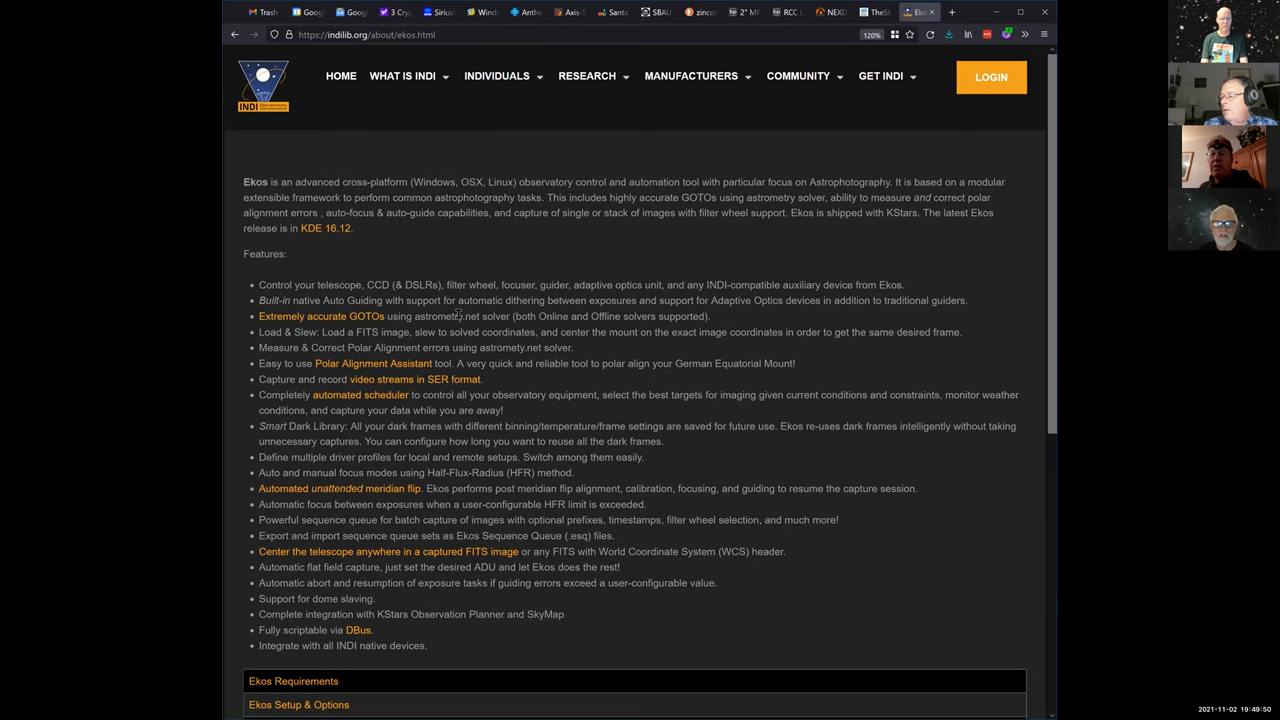 Trash
Googl
Goog
3 Cryp
Sirius
Windo
Anthe
Axis-S
Santa
SBAU
zincor
2" MP
RCC I
NEXD
TheSk
Eko
https://indilib.org/about/ekos.html
120%
INDI
HOME
WHAT IS INDI
INDIVIDUALS
RESEARCH
MANUFACTURERS
COMMUNITY
GET INDI
LOGIN
Ekos is an advanced cross-platform (Windows, OSX, Linux) observatory control and automation tool with particular focus on Astrophotography. It is based on a modular
extensible framework to perform common astrophotography tasks. This includes highly accurate GOTOs using astrometry solver, ability to measure and correct polar
alignment errors , auto-focus & auto-guide capabilities, and capture of single or stack of images with filter wheel support. Ekos is shipped with KStars. The latest Ekos
release is in KDE 16.12.
Features:
• Control your telescope, CCD (& DSLRs), filter wheel, focuser, guider, adaptive optics unit, and any INDI-compatible auxiliary device from Ekos.
• Built-in native Auto Guiding with support for automatic dithering between exposures and support for Adaptive Optics devices in addition to traditional guiders.
• Extremely accurate GOTOs using astromety.net solver (both Online and Offline solvers supported).
• Load & Slew: Load a FITS image, slew to solved coordinates, and center the mount on the exact image coordinates in order to get the same desired frame.
• Measure & Correct Polar Alignment errors using astromety.net solver.
• Easy to use Polar Alignment Assistant tool. A very quick and reliable tool to polar align your German Equatorial Mount!
• Capture and record video streams in SER format.
• Completely automated scheduler to control all your observatory equipment, select the best targets for imaging given current conditions and constraints, monitor weather
conditions, and capture your data while you are away!
• Smart Dark Library: All your dark frames with different binning/temperature/frame settings are saved for future use. Ekos re-uses dark frames intelligently without taking
unnecessary captures. You can configure how long you want to reuse all the dark frames.
• Define multiple driver profiles for local and remote setups. Switch among them easily.
• Auto and manual focus modes using Half-Flux-Radius (HFR) method.
• Automated unattended meridian flip. Ekos performs post meridian flip alignment, calibration, focusing, and guiding to resume the capture session.
• Automatic focus between exposures when a user-configurable HFR limit is exceeded.
• Powerful sequence queue for batch capture of images with optional prefixes, timestamps, filter wheel selection, and much more!
• Export and import sequence queue sets as Ekos Sequence Queue (.esq) files.
• Center the telescope anywhere in a captured FITS image or any FITS with World Coordinate System (WCS) header.
• Automatic flat field capture, just set the desired ADU and let Ekos does the rest!
• Automatic abort and resumption of exposure tasks if guiding errors exceed a user-configurable value.
• Support for dome slaving.
• Complete integration with KStars Observation Planner and SkyMap
• Fully scriptable via DBus.
• Integrate with all INDI native devices.
Ekos Requirements
Ekos Setup & Options
2021-11-02 19:49:50